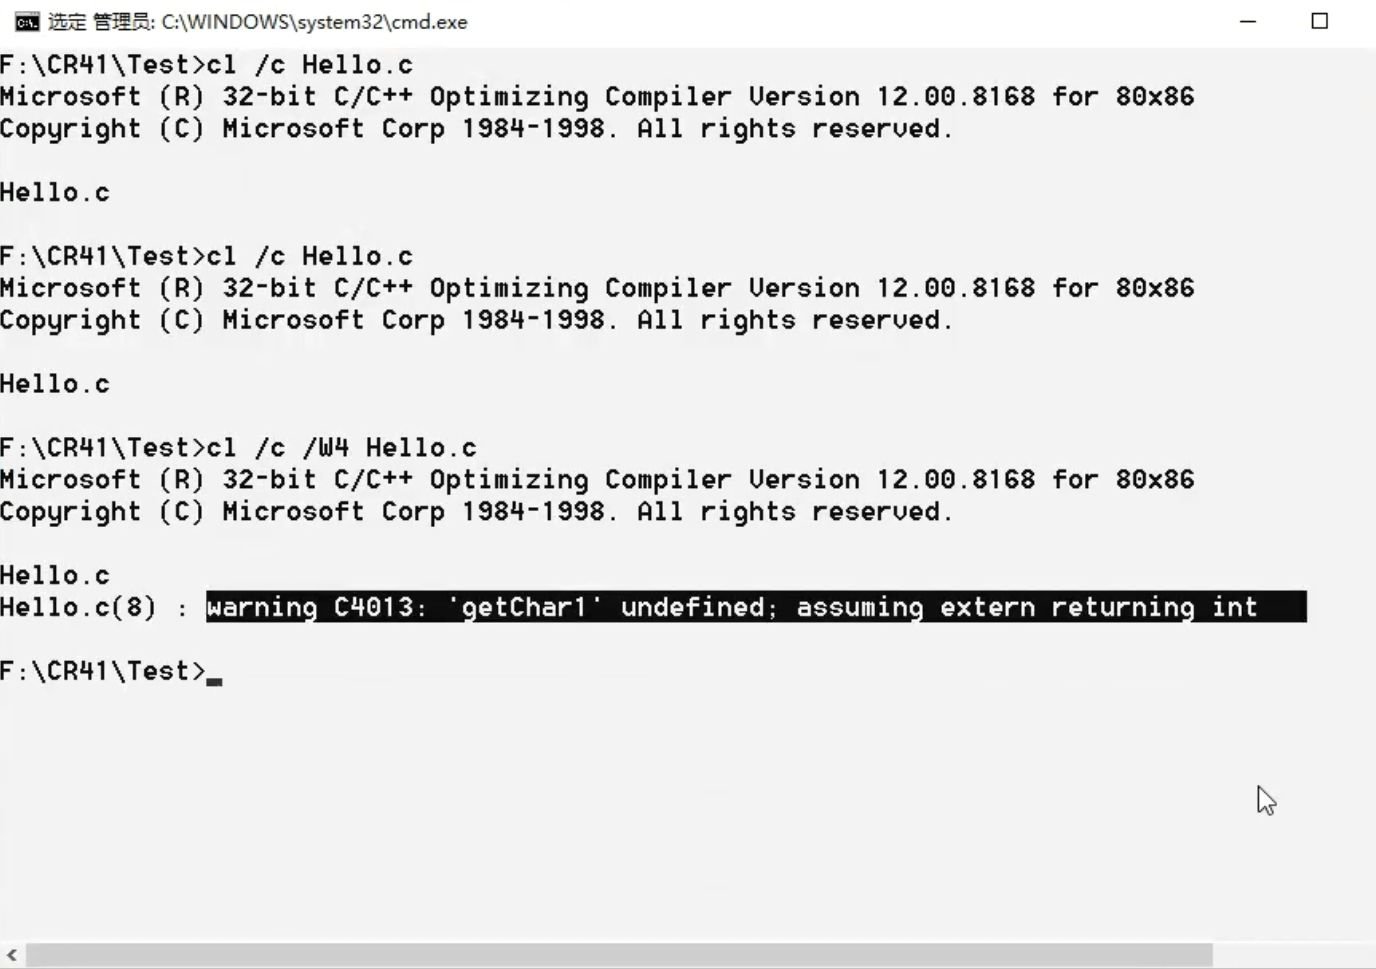 选定 管理员: C:\WINDOWS\system32\cmd.exe
F:\CR41\Test>cl /c Hello.c
Microsoft (R) 32-bit C/C++ Optimizing Compiler Version 12.00.8168 for 80x86
Copyright (C) Microsoft Corp 1984-1998. All rights reserved.
Hello.c
F:\CR41\Test>cl /c Hello.c
Microsoft (R) 32-bit C/C++ Optimizing Compiler Version 12.00.8168 for 80x86
Copyright (C) Microsoft Corp 1984-1998. All rights reserved.
Hello.c
F:\CR41\Test>cl /c /W4 Hello.c
Microsoft (R) 32-bit C/C++ Optimizing Compiler Version 12.00.8168 for 80x86
Copyright (C) Microsoft Corp 1984-1998. All rights reserved.
Hello.c
Hello.c(8) : warning C4013: 'getChar1' undefined; assuming extern returning int
F:\CR41\Test>